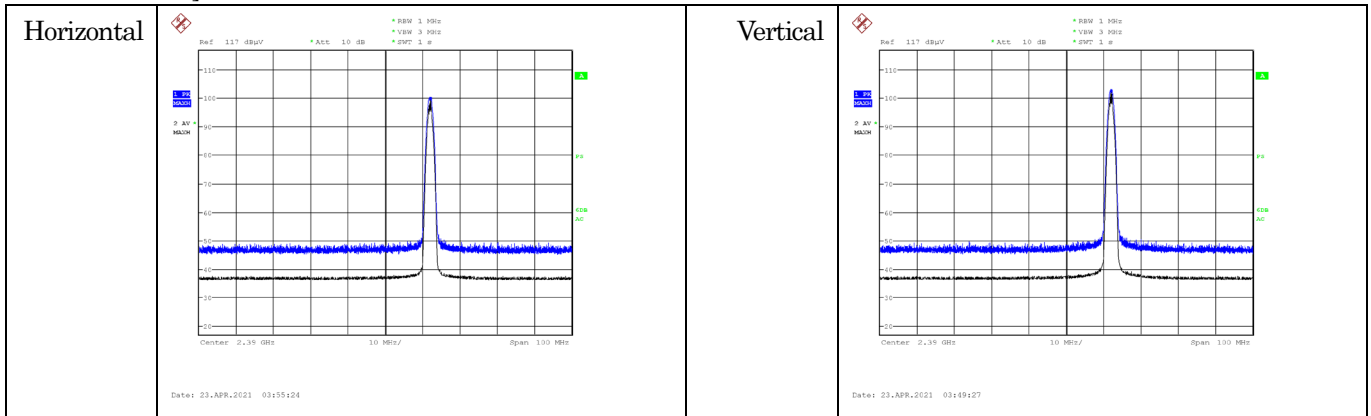 Horizontal
* RBW 1 MHz
* VBW 3 MHz
Ref 117 dBµV * Att 10 dB * SWT 1 s
110
A
1 PK
MAXH
100
2 AV *
MAXH
90
80
PS
70
60
6DB
AC
50
40
30
20
Center 2.39 GHz 10 MHz/ Span 100 MHz
Date: 23.APR.2021 03:55:24
Vertical
* RBW 1 MHz
* VBW 3 MHz
Ref 117 dBµV * Att 10 dB * SWT 1 s
110
A
1 PK
MAXH
100
2 AV *
MAXH
90
80
PS
70
60
6DB
AC
50
40
30
20
Center 2.39 GHz 10 MHz/ Span 100 MHz
Date: 23.APR.2021 03:49:27